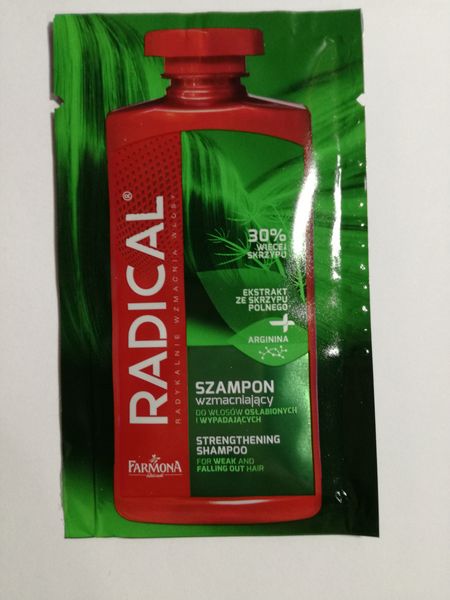 RADICAL®
RADYKALNIE WZMACNIA WŁOSY
30%
WIĘCEJ
SKRZYPU
EKSTRAKT
ZE SKRZYPU
POLNEGO
+
ARGININA
SZAMPON
wzmacniający
DO WŁOSÓW OSŁABIONYCH
I WYPADAJĄCYCH
STRENGTHENING
SHAMPOO
FOR WEAK AND
FALLING OUT HAIR
FARMONA